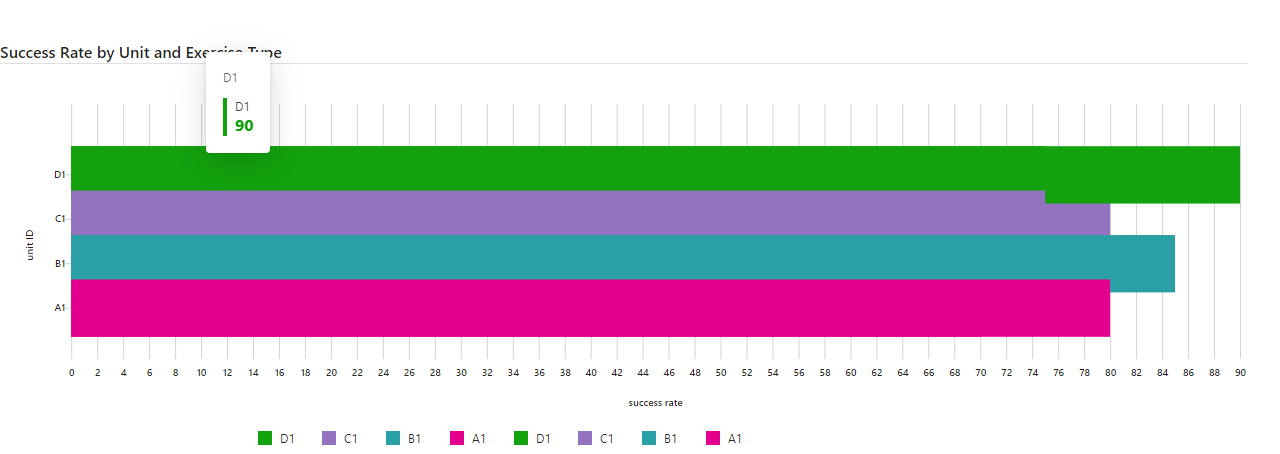 Success Rate by Unit and Exercise Type
D1
D1
90
D1
C1
B1
A1
unit ID
0 2 4 6 8 10 12 14 16 18 20 22 24 26 28 30 32 34 36 38 40 42 44 46 48 50 52 54 56 58 60 62 64 66 68 70 72 74 76 78 80 82 84 86 88 90
success rate
D1 C1 B1 A1 D1 C1 B1 A1